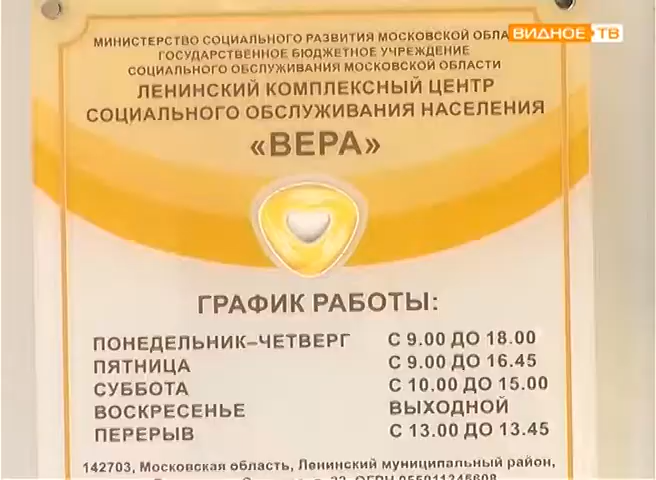 ВИДНОЕ ТВ
МИНИСТЕРСТВО СОЦИАЛЬНОГО РАЗВИТИЯ МОСКОВСКОЙ
ГОСУДАРСТВЕННОЕ БЮДЖЕТНОЕ УЧРЕЖДЕНИЕ
СОЦИАЛЬНОГО ОБСЛУЖИВАНИЯ МОСКОВСКОЙ ОБЛАСТИ
ЛЕНИНСКИЙ КОМПЛЕКСНЫЙ ЦЕНТР
СОЦИАЛЬНОГО ОБСЛУЖИВАНИЯ НАСЕЛЕНИЯ
«ВЕРА»
ГРАФИК РАБОТЫ:
ПОНЕДЕЛЬНИК–ЧЕТВЕРГ С 9.00 ДО 18.00
ПЯТНИЦА С 9.00 ДО 16.45
СУББОТА С 10.00 ДО 15.00
ВОСКРЕСЕНЬЕ ВЫХОДНОЙ
ПЕРЕРЫВ С 13.00 ДО 13.45
142703, Московская область, Ленинский муниципальный район,